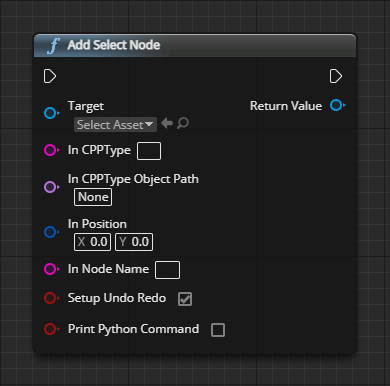 f Add Select Node
Target Return Value
Select Asset
In CPPType
In CPPType Object Path
None
In Position
X 0.0 Y 0.0
In Node Name
Setup Undo Redo
Print Python Command